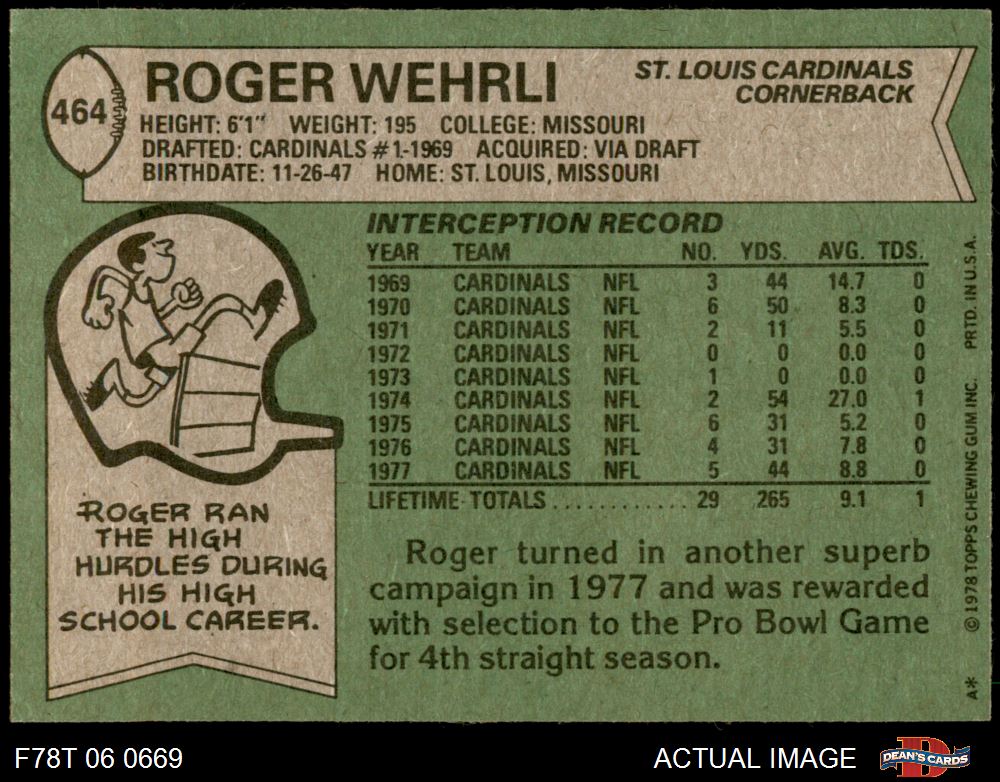 464
ROGER WEHRLI
ST. LOUIS CARDINALS
CORNERBACK
HEIGHT: 6'1" WEIGHT: 195 COLLEGE: MISSOURI
DRAFTED: CARDINALS #1-1969 ACQUIRED: VIA DRAFT
BIRTHDATE: 11-26-47 HOME: ST. LOUIS, MISSOURI
INTERCEPTION RECORD
YEAR TEAM NO. YDS. AVG. TDS.
1969 CARDINALS NFL 3 44 14.7 0
1970 CARDINALS NFL 6 50 8.3 0
1971 CARDINALS NFL 2 11 5.5 0
1972 CARDINALS NFL 0 0 0.0 0
1973 CARDINALS NFL 1 0 0.0 0
1974 CARDINALS NFL 2 54 27.0 1
1975 CARDINALS NFL 6 31 5.2 0
1976 CARDINALS NFL 4 31 7.8 0
1977 CARDINALS NFL 5 44 8.8 0
LIFETIME TOTALS ............ 29 265 9.1 1
ROGER RAN
THE HIGH
HURDLES DURING
HIS HIGH
SCHOOL CAREER.
Roger turned in another superb
campaign in 1977 and was rewarded
with selection to the Pro Bowl Game
for 4th straight season.
A* © 1978 TOPPS CHEWING GUM INC. PRTD. IN U.S.A.
F78T 06 0669
ACTUAL IMAGE
DEAN'S CARDS